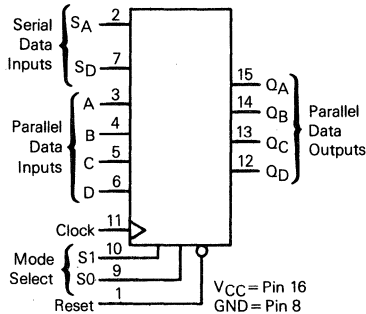 Serial
Data
Inputs
SA 2
SD 7
Parallel
Data
Inputs
A 3
B 4
C 5
D 6
Clock 11
Mode
Select
S1 10
S0 9
Reset 1
15 QA
14 QB
13 QC
12 QD
Parallel
Data
Outputs
VCC = Pin 16
GND = Pin 8